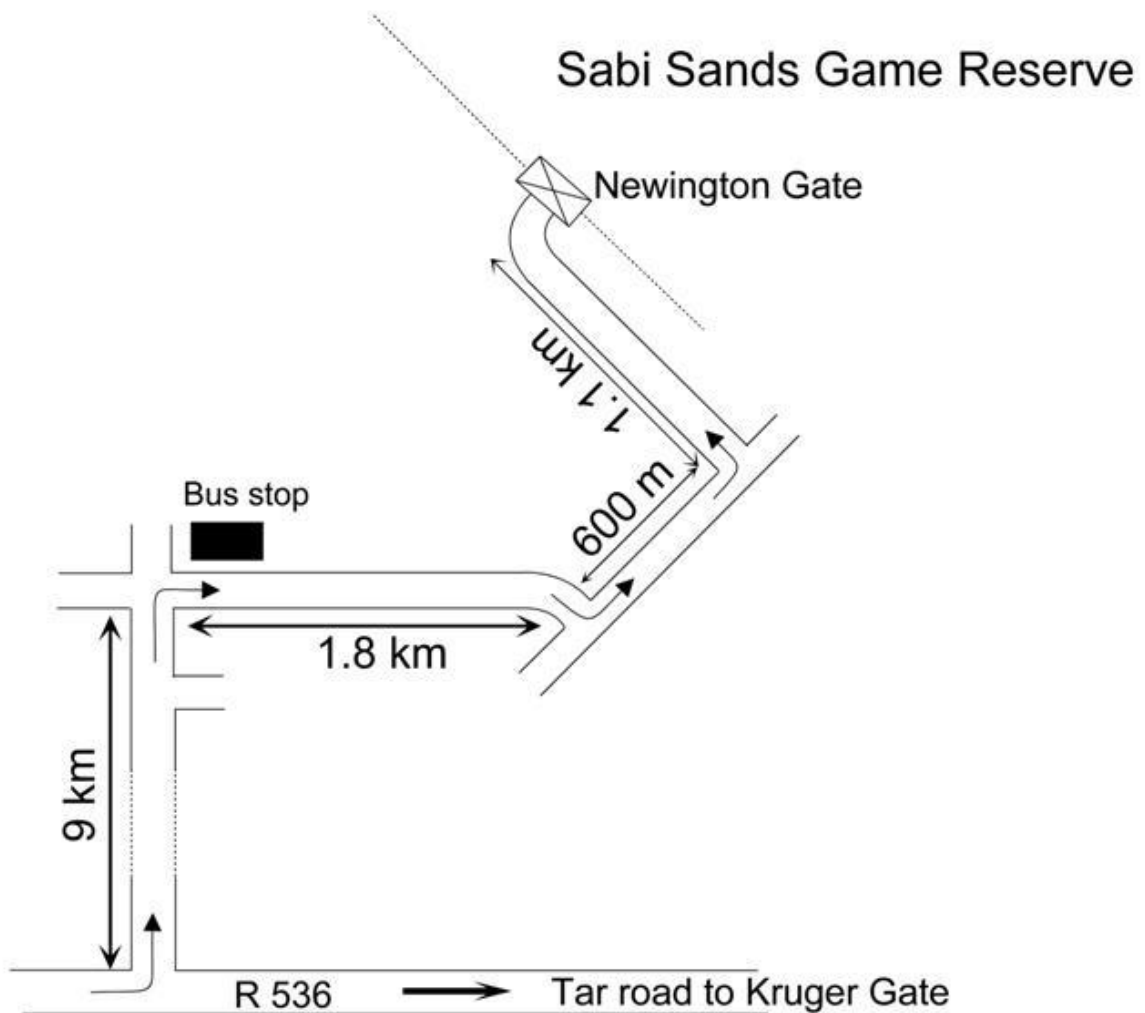 Sabi Sands Game Reserve
Newington Gate
1.1 km
600 m
Bus stop
1.8 km
9 km
R 536
Tar road to Kruger Gate